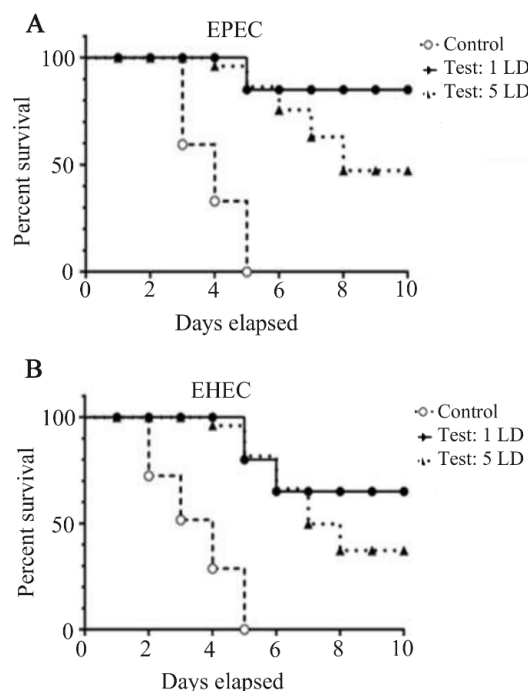 A
EPEC
Control
Test: 1 LD
Test: 5 LD
Percent survival
100
50
0
0 2 4 6 8 10
Days elapsed
B
EHEC
Control
Test: 1 LD
Test: 5 LD
Percent survival
100
50
0
0 2 4 6 8 10
Days elapsed